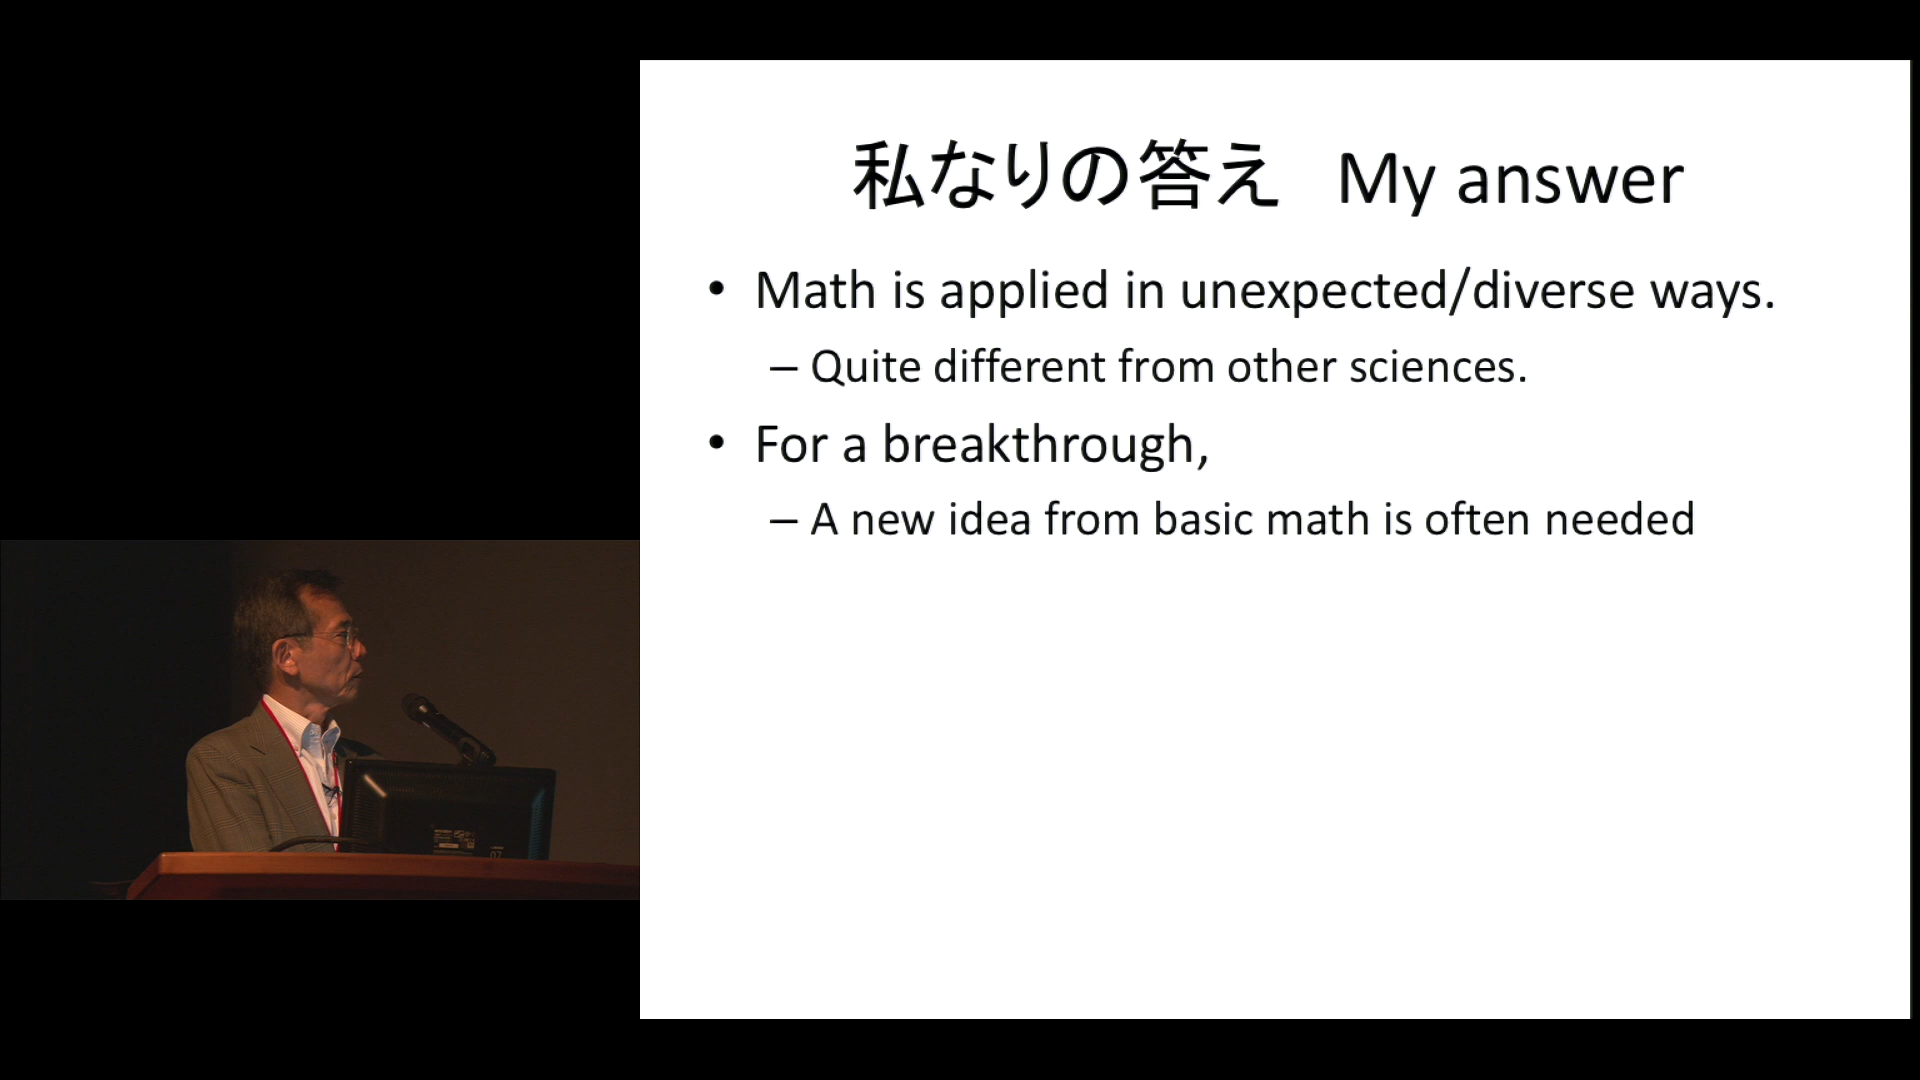 私なりの答え My answer
• Math is applied in unexpected/diverse ways.
– Quite different from other sciences.
• For a breakthrough,
– A new idea from basic math is often needed
07